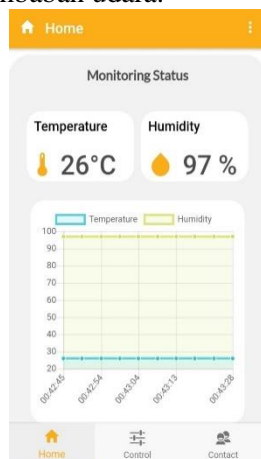 Home
Monitoring Status
Temperature Humidity
26°C 97 %
Temperature Humidity
100
90
80
70
60
50
40
30
20
00:42:45 00:42:54 00:43:04 00:43:13 00:43:28
Home Control Contact